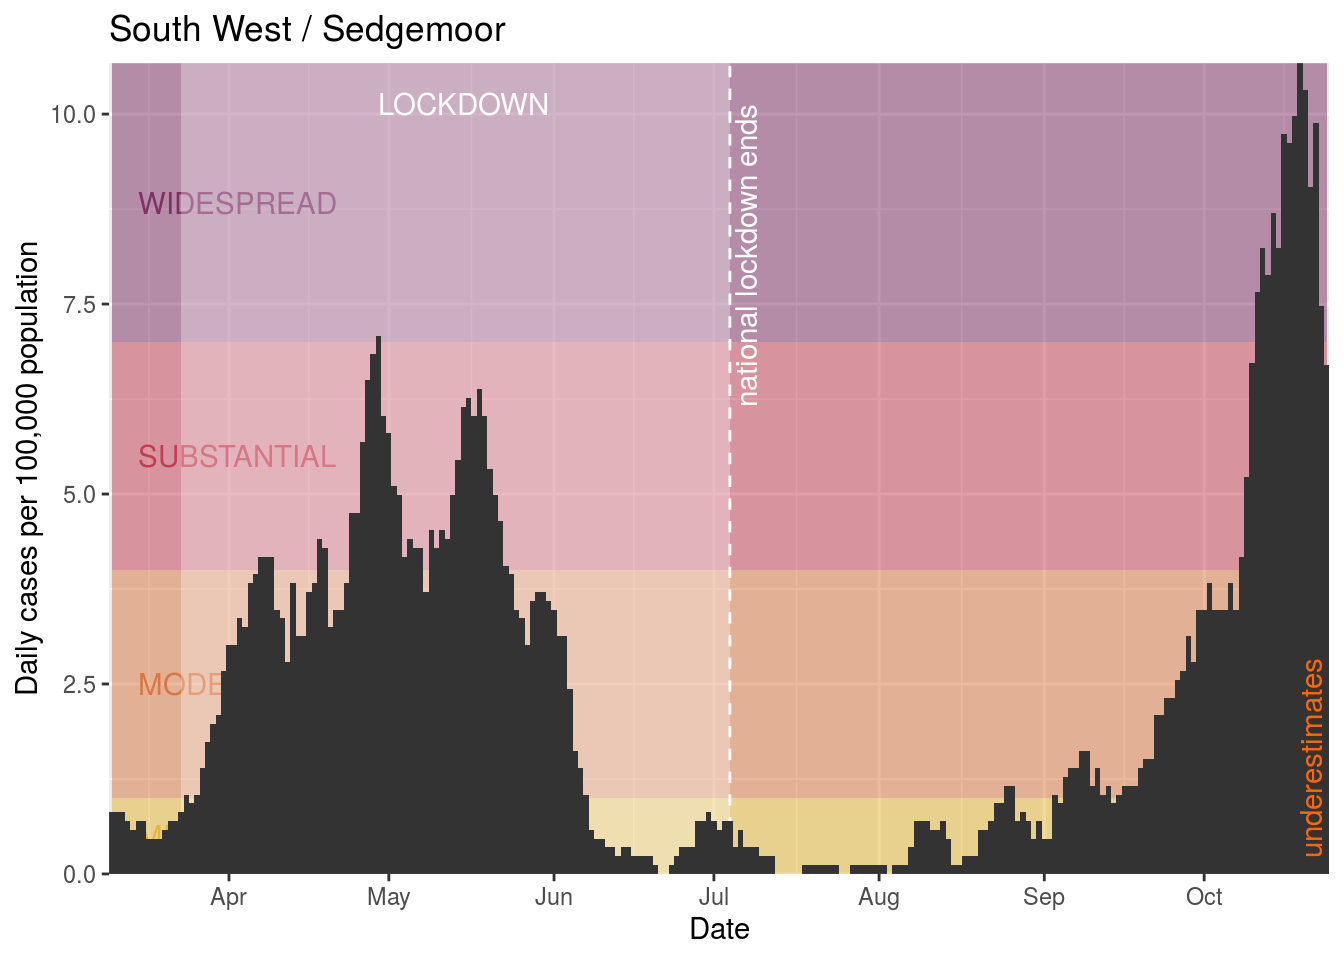 South West / Sedgemoor
Daily cases per 100,000 population
10.0
7.5
5.0
2.5
0.0
LOCKDOWN
WIDESPREAD
SUBSTANTIAL
national lockdown ends
underestimates
Apr
May
Jun
Jul
Aug
Sep
Oct
Date